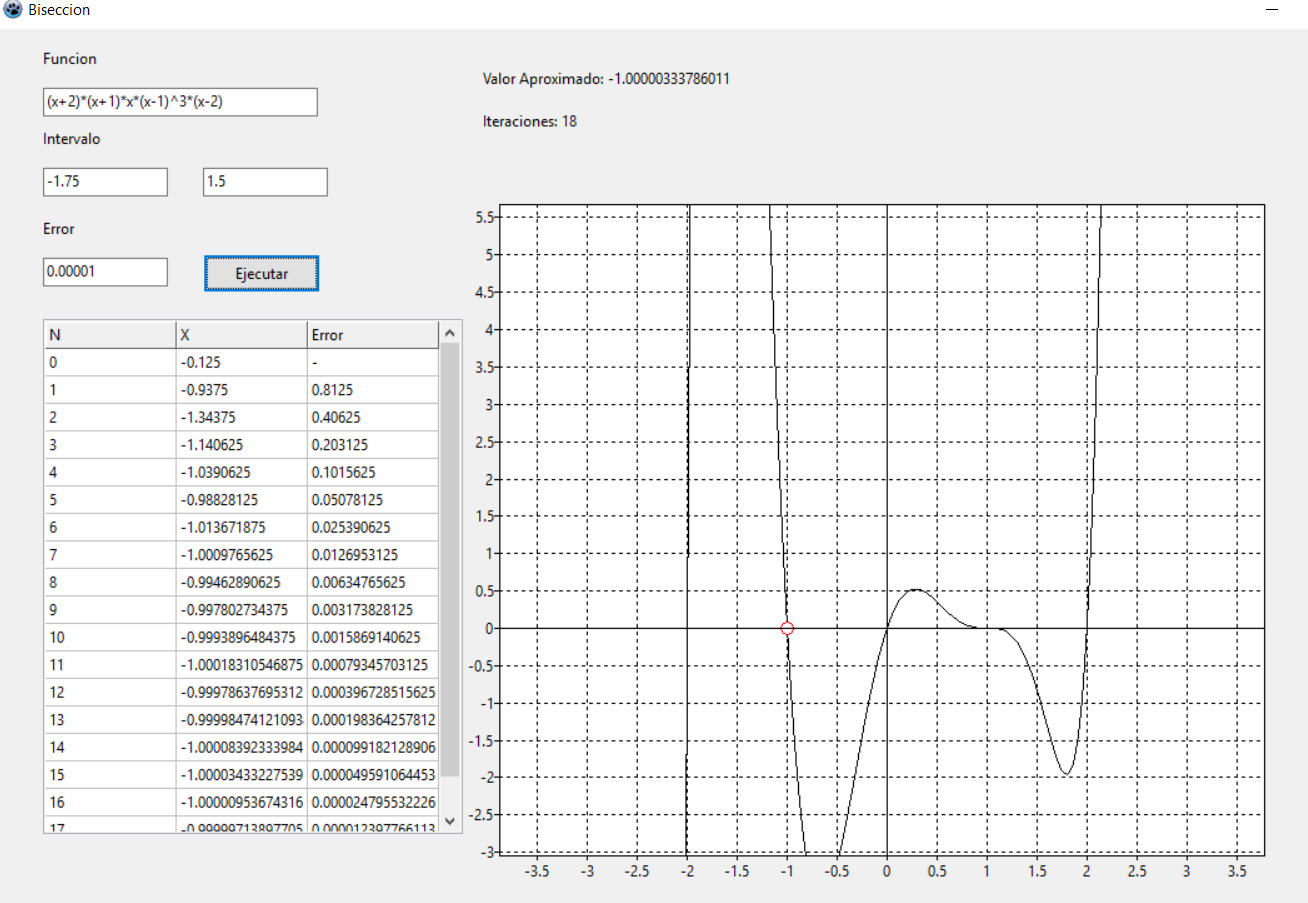 Biseccion
Funcion
(x+2)*(x+1)*x*(x-1)^3*(x-2)
Intervalo
-1.75 1.5
Error
0.00001 Ejecutar
N X Error
0 -0.125 -
1 -0.9375 0.8125
2 -1.34375 0.40625
3 -1.140625 0.203125
4 -1.0390625 0.1015625
5 -0.98828125 0.05078125
6 -1.013671875 0.025390625
7 -1.0009765625 0.0126953125
8 -0.99462890625 0.00634765625
9 -0.997802734375 0.003173828125
10 -0.9993896484375 0.0015869140625
11 -1.00018310546875 0.00079345703125
12 -0.99978637695312 0.000396728515625
13 -0.99998474121093 0.000198364257812
14 -1.00008392333984 0.000099182128906
15 -1.00003433227539 0.000049591064453
16 -1.00000953674316 0.000024795532226
17 -0.99999713897705 0.000012397766113
Valor Aproximado: -1.00000333786011
Iteraciones: 18
5.5
5
4.5
4
3.5
3
2.5
2
1.5
1
0.5
0
-0.5
-1
-1.5
-2
-2.5
-3
-3.5 -3 -2.5 -2 -1.5 -1 -0.5 0 0.5 1 1.5 2 2.5 3 3.5